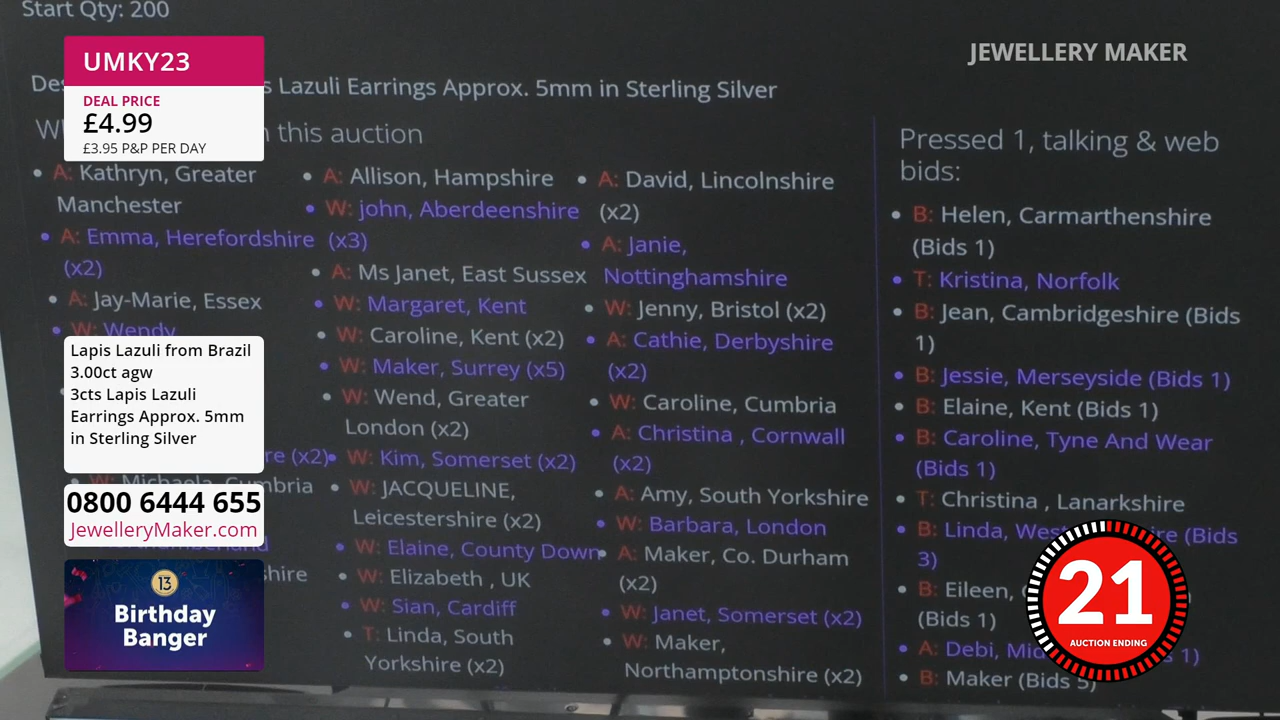 Start Qty: 200
JEWELLERY MAKER
UMKY23
DEAL PRICE
£4.99
£3.95 P&P PER DAY
Lazuli Earrings Approx. 5mm in Sterling Silver
this auction
A: Kathryn, Greater
Manchester
A: Emma, Herefordshire
(x2)
A: Jay-Marie, Essex
W: Wendy
Lapis Lazuli from Brazil
3.00ct agw
3cts Lapis Lazuli
Earrings Approx. 5mm
in Sterling Silver
(x2)
W: Michaela, Cumbria
0800 6444 655
JewelleryMaker.com
Northumberland
13
Birthday
Banger
A: Allison, Hampshire
W: john, Aberdeenshire
(x3)
A: Ms Janet, East Sussex
W: Margaret, Kent
W: Caroline, Kent (x2)
W: Maker, Surrey (x5)
W: Wend, Greater
London (x2)
W: Kim, Somerset (x2)
W: JACQUELINE,
Leicestershire (x2)
W: Elaine, County Down
W: Elizabeth , UK
W: Sian, Cardiff
T: Linda, South
Yorkshire (x2)
A: David, Lincolnshire
(x2)
A: Janie,
Nottinghamshire
W: Jenny, Bristol (x2)
A: Cathie, Derbyshire
(x2)
W: Caroline, Cumbria
A: Christina , Cornwall
(x2)
A: Amy, South Yorkshire
W: Barbara, London
A: Maker, Co. Durham
(x2)
W: Janet, Somerset (x2)
W: Maker,
Northamptonshire (x2)
Pressed 1, talking & web
bids:
B: Helen, Carmarthenshire
(Bids 1)
T: Kristina, Norfolk
B: Jean, Cambridgeshire (Bids
1)
B: Jessie, Merseyside (Bids 1)
B: Elaine, Kent (Bids 1)
B: Caroline, Tyne And Wear
(Bids 1)
T: Christina , Lanarkshire
B: Linda, (Bids
3)
B: Eileen,
(Bids 1)
A: Debi, 1)
B: Maker (Bids 5)
21
AUCTION ENDING